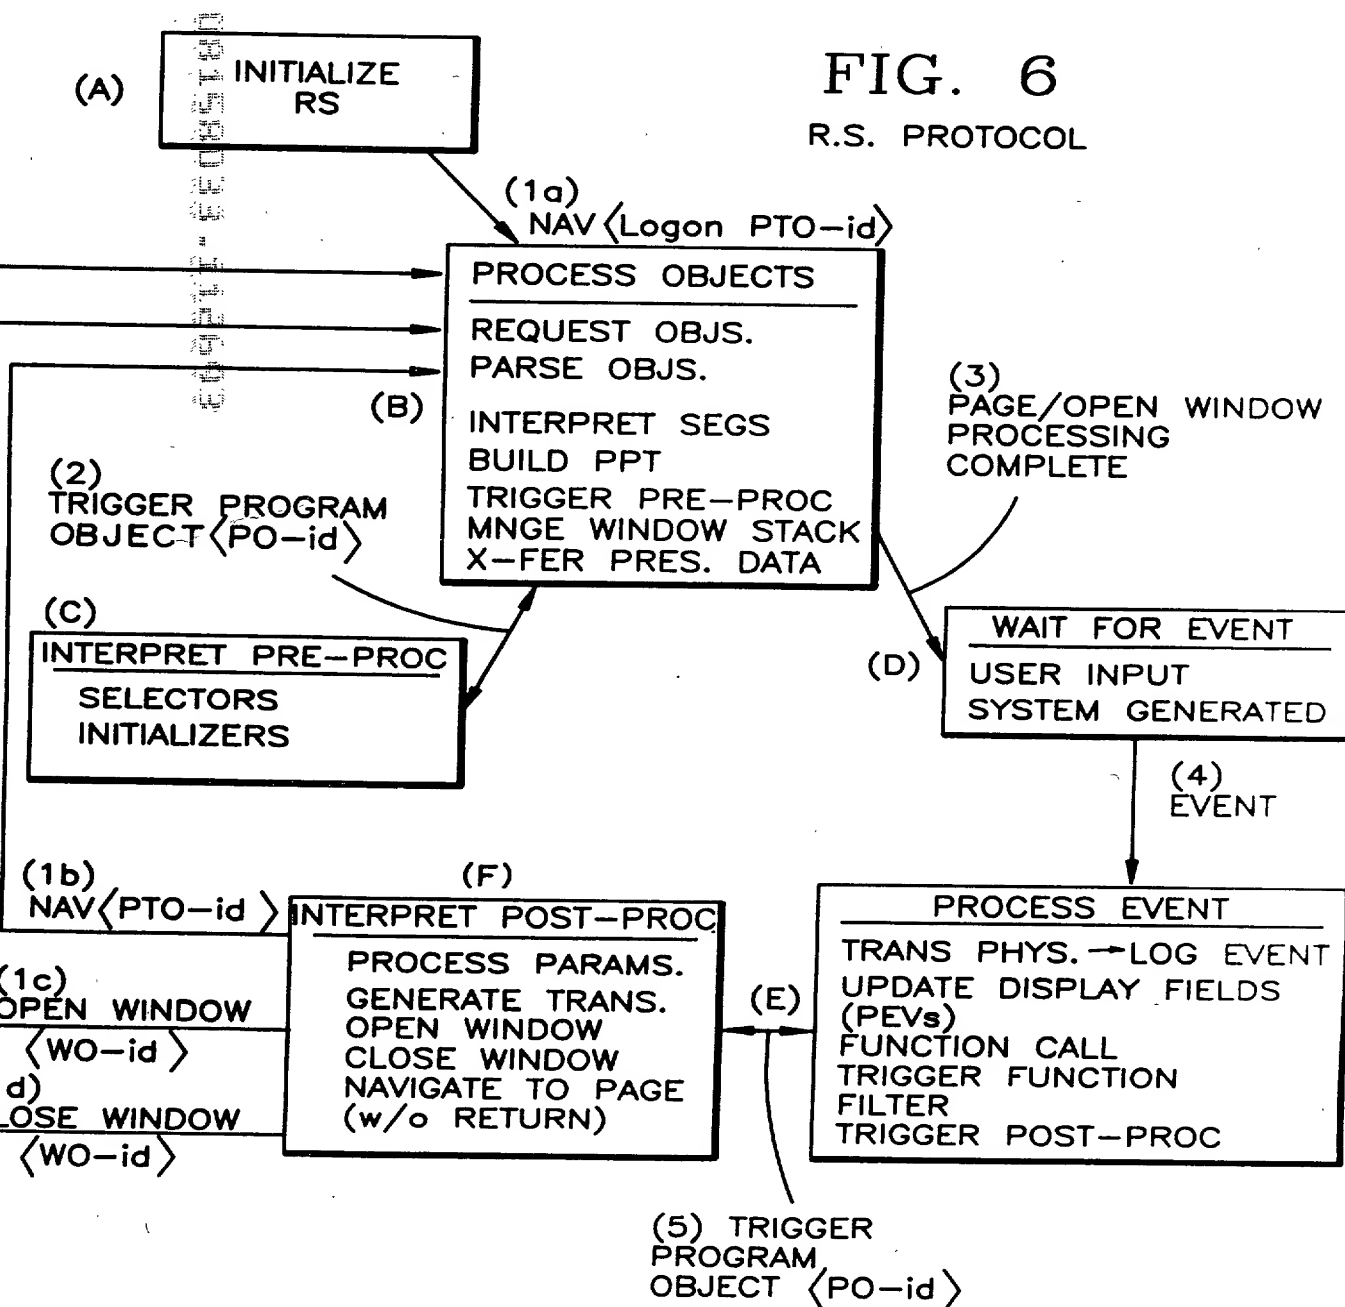 (A)
INITIALIZE
RS
FIG. 6
R.S. PROTOCOL
(1a)
NAV⟨Logon PTO-id⟩
PROCESS OBJECTS
REQUEST OBJS.
PARSE OBJS.
(B)
INTERPRET SEGS
BUILD PPT
TRIGGER PRE-PROC
MNGE WINDOW STACK
X-FER PRES. DATA
(2)
TRIGGER PROGRAM
OBJECT⟨PO-id⟩
(3)
PAGE/OPEN WINDOW
PROCESSING
COMPLETE
(C)
INTERPRET PRE-PROC
SELECTORS
INITIALIZERS
(D)
WAIT FOR EVENT
USER INPUT
SYSTEM GENERATED
(4)
EVENT
(1b)
NAV⟨PTO-id⟩
(1c)
OPEN WINDOW
⟨WO-id⟩
d)
LOSE WINDOW
⟨WO-id⟩
(F)
INTERPRET POST-PROC
PROCESS PARAMS.
GENERATE TRANS.
OPEN WINDOW
CLOSE WINDOW
NAVIGATE TO PAGE
(w/o RETURN)
(E)
PROCESS EVENT
TRANS PHYS.→LOG EVENT
UPDATE DISPLAY FIELDS
(PEVs)
FUNCTION CALL
TRIGGER FUNCTION
FILTER
TRIGGER POST-PROC
(5) TRIGGER
PROGRAM
OBJECT ⟨PO-id⟩